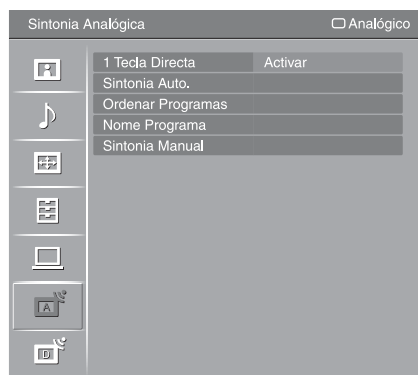 Sintonia Analógica Analógico
1 Tecla Directa Activar
Sintonia Auto.
Ordenar Programas
Nome Programa
Sintonia Manual
A
D